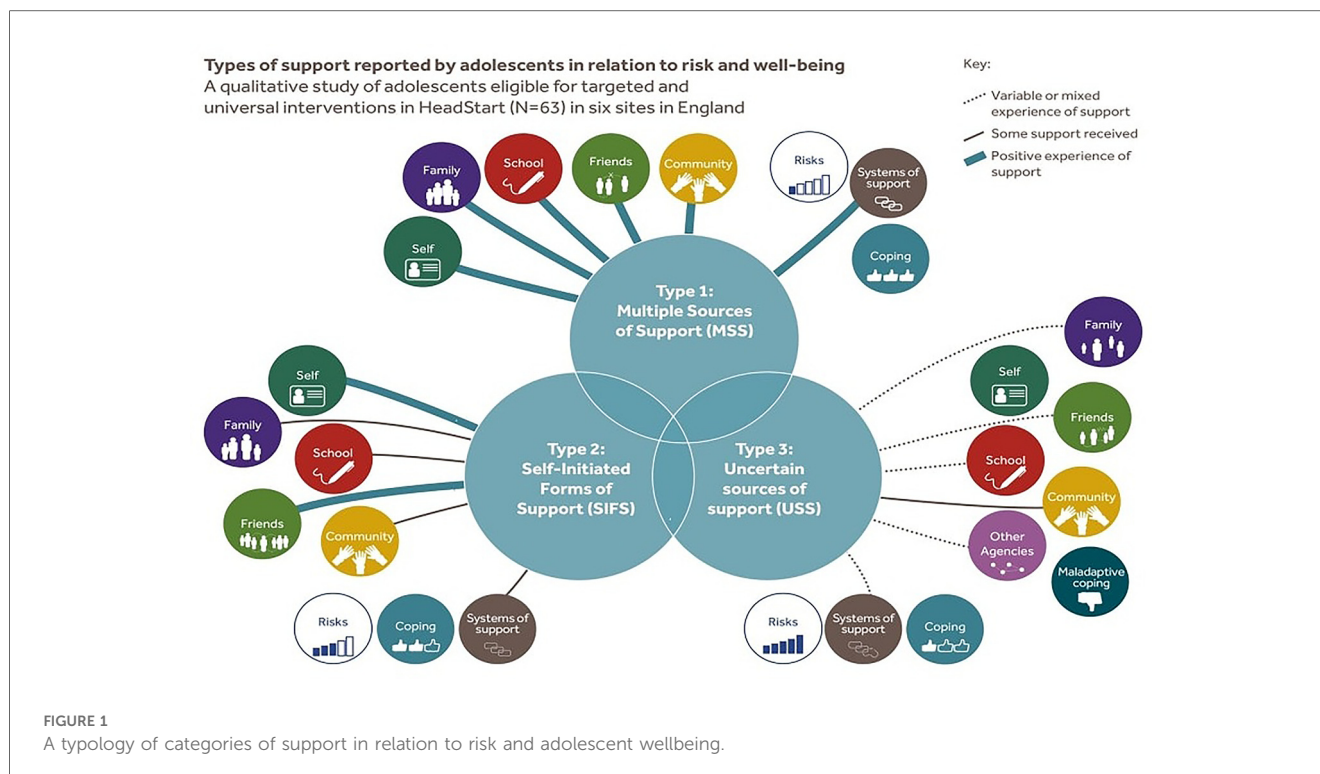 Types of support reported by adolescents in relation to risk and well-being
A qualitative study of adolescents eligible for targeted and
universal interventions in HeadStart (N=63) in six sites in England
Key:
Variable or mixed
experience of support
Some support received
Positive experience of
support
Family
School
Friends
Community
Risks
Systems of
support
Self
Coping
Type 1:
Multiple Sources
of Support (MSS)
Self
Family
School
Friends
Community
Risks
Coping
Systems of
support
Type 2:
Self-Initiated
Forms of
Support (SIFS)
Type 3:
Uncertain
sources of
support (USS)
Family
Self
Friends
School
Community
Other
Agencies
Maladaptive
coping
Risks
Systems of
support
Coping
FIGURE 1
A typology of categories of support in relation to risk and adolescent wellbeing.